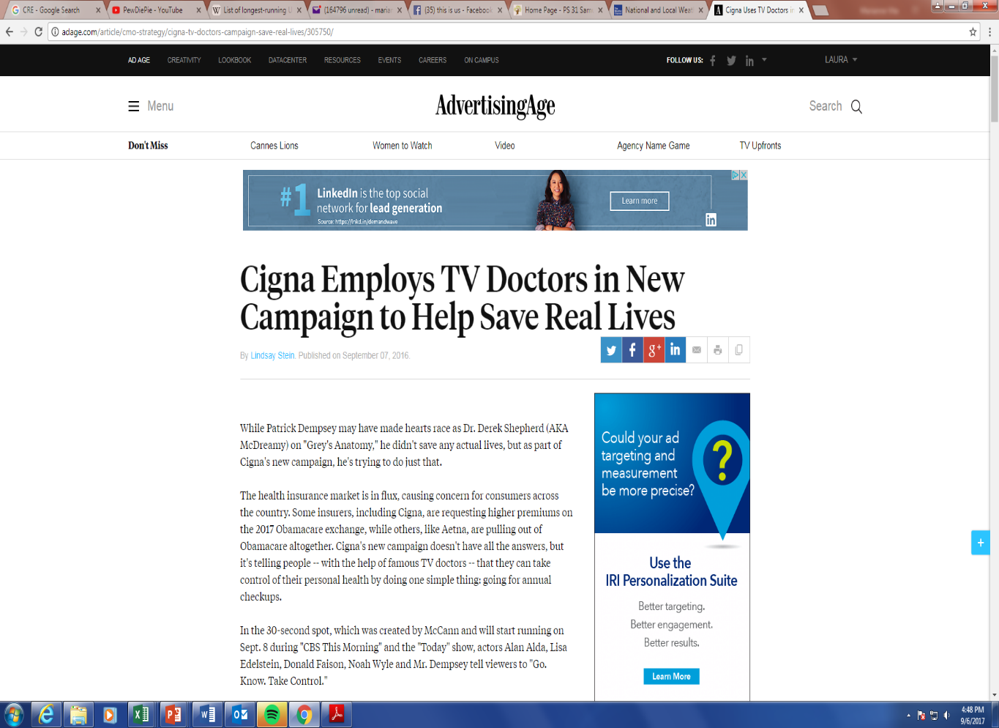 CRE - Google Search
PewDiePie - YouTube
List of longest-running U
(164796 unread) - maria
(35) this is us - Facebook
Home Page - PS 31 Sam
National and Local Weat
Cigna Uses TV Doctors in
adage.com/article/cmo-strategy/cigna-tv-doctors-campaign-save-real-lives/305750/
AD AGE CREATIVITY LOOKBOOK DATACENTER RESOURCES EVENTS CAREERS ON CAMPUS FOLLOW US: LAURA
Menu AdvertisingAge Search
Don't Miss Cannes Lions Women to Watch Video Agency Name Game TV Upfronts
#1 LinkedIn is the top social
network for lead generation
Source: https://lnkd.in/demandwave
Learn more
in
Cigna Employs TV Doctors in New
Campaign to Help Save Real Lives
By Lindsay Stein. Published on September 07, 2016.
While Patrick Dempsey may have made hearts race as Dr. Derek Shepherd (AKA
McDreamy) on "Grey's Anatomy," he didn't save any actual lives, but as part of
Cigna's new campaign, he's trying to do just that.
The health insurance market is in flux, causing concern for consumers across
the country. Some insurers, including Cigna, are requesting higher premiums on
the 2017 Obamacare exchange, while others, like Aetna, are pulling out of
Obamacare altogether. Cigna's new campaign doesn't have all the answers, but
it's telling people -- with the help of famous TV doctors -- that they can take
control of their personal health by doing one simple thing: going for annual
checkups.
In the 30-second spot, which was created by McCann and will start running on
Sept. 8 during "CBS This Morning" and the "Today" show, actors Alan Alda, Lisa
Edelstein, Donald Faison, Noah Wyle and Mr. Dempsey tell viewers to "Go.
Know. Take Control."
Could your ad
targeting and
measurement
be more precise?
?
Use the
IRI Personalization Suite
Better targeting.
Better engagement.
Better results.
Learn More
4:48 PM
9/6/2017